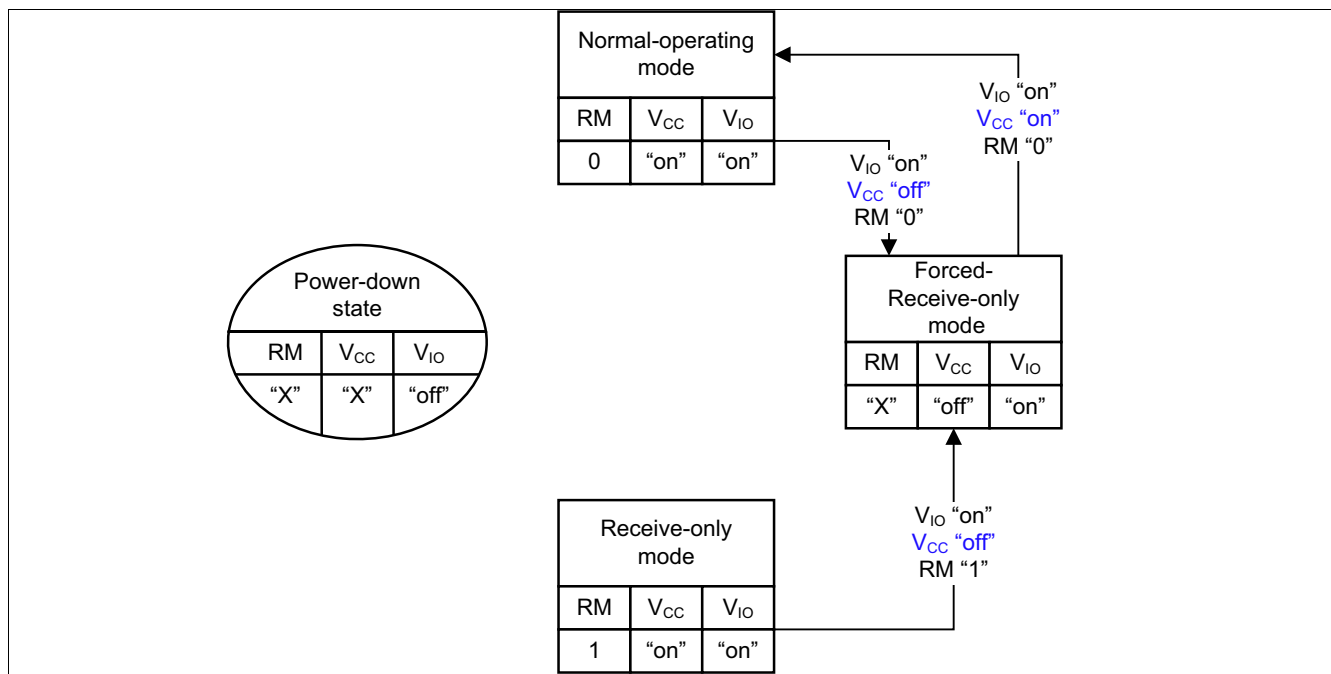 Normal-operating
mode
RM VCC VIO
0 “on” “on”
VIO “on”
VCC “on”
RM “0”
VIO “on”
VCC “off”
RM “0”
Power-down
state
RM VCC VIO
“X” “X” “off”
Forced-
Receive-only
mode
RM VCC VIO
“X” “off” “on”
VIO “on”
VCC “off”
RM “1”
Receive-only
mode
RM VCC VIO
1 “on” “on”